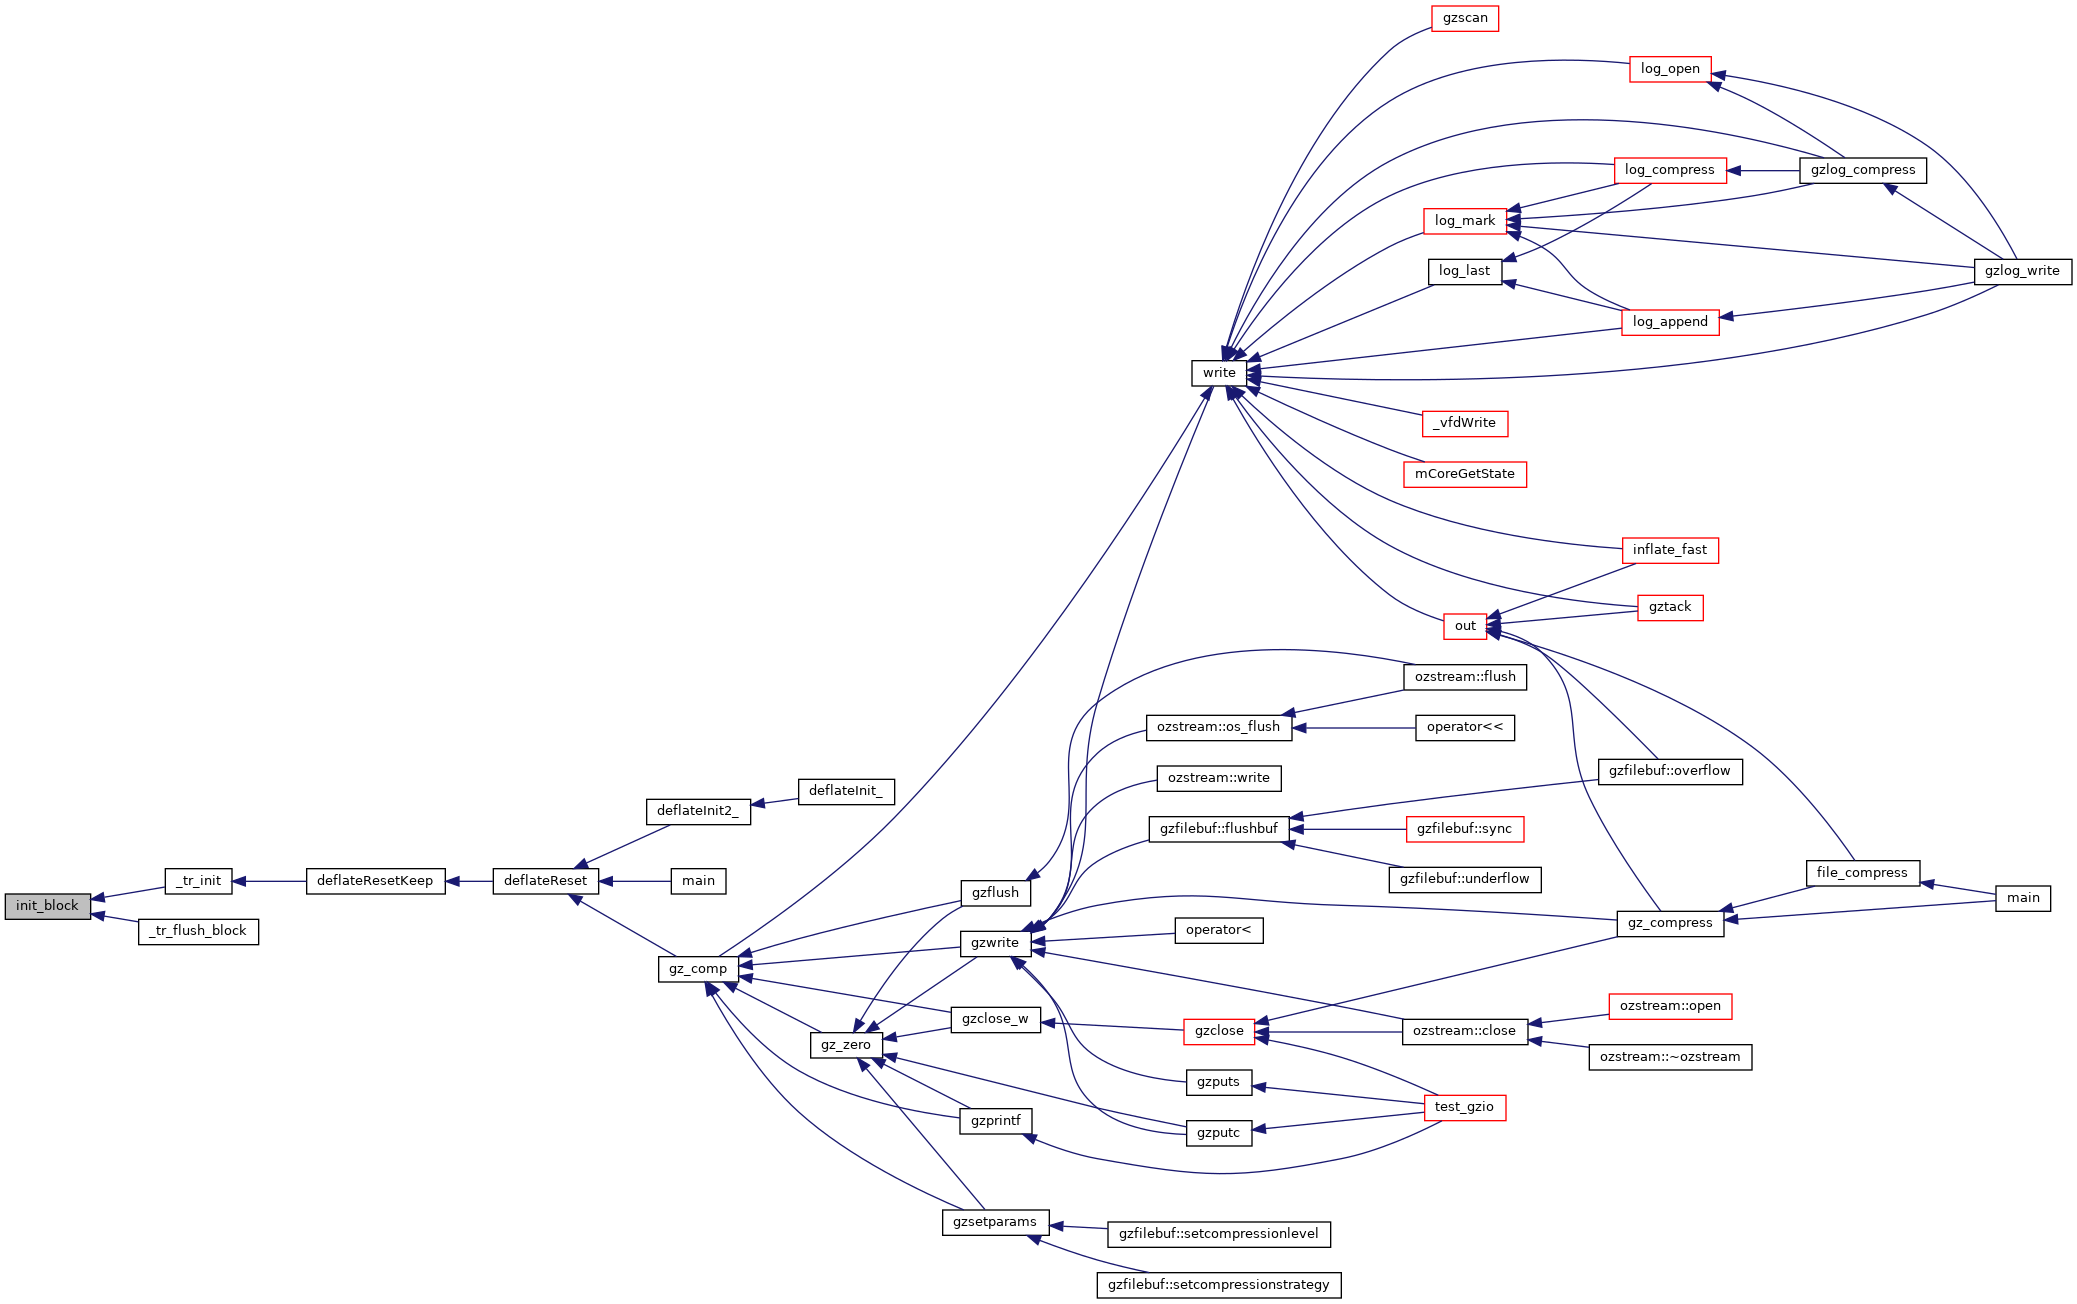 gzscan
log_open
log_compress
gzlog_compress
log_mark
log_last
gzlog_write
log_append
write
_vfdWrite
mCoreGetState
inflate_fast
gztack
out
ozstream::flush
ozstream::os_flush
operator<<
gzfilebuf::overflow
ozstream::write
deflateInit_
deflateInit2_
gzfilebuf::flushbuf
gzfilebuf::sync
file_compress
gzfilebuf::underflow
_tr_init
deflateResetKeep
deflateReset
main
gzflush
main
init_block
gz_compress
_tr_flush_block
operator<
gzwrite
gz_comp
ozstream::open
gzclose_w
gzclose
ozstream::close
gz_zero
ozstream::~ozstream
gzputs
test_gzio
gzprintf
gzputc
gzsetparams
gzfilebuf::setcompressionlevel
gzfilebuf::setcompressionstrategy